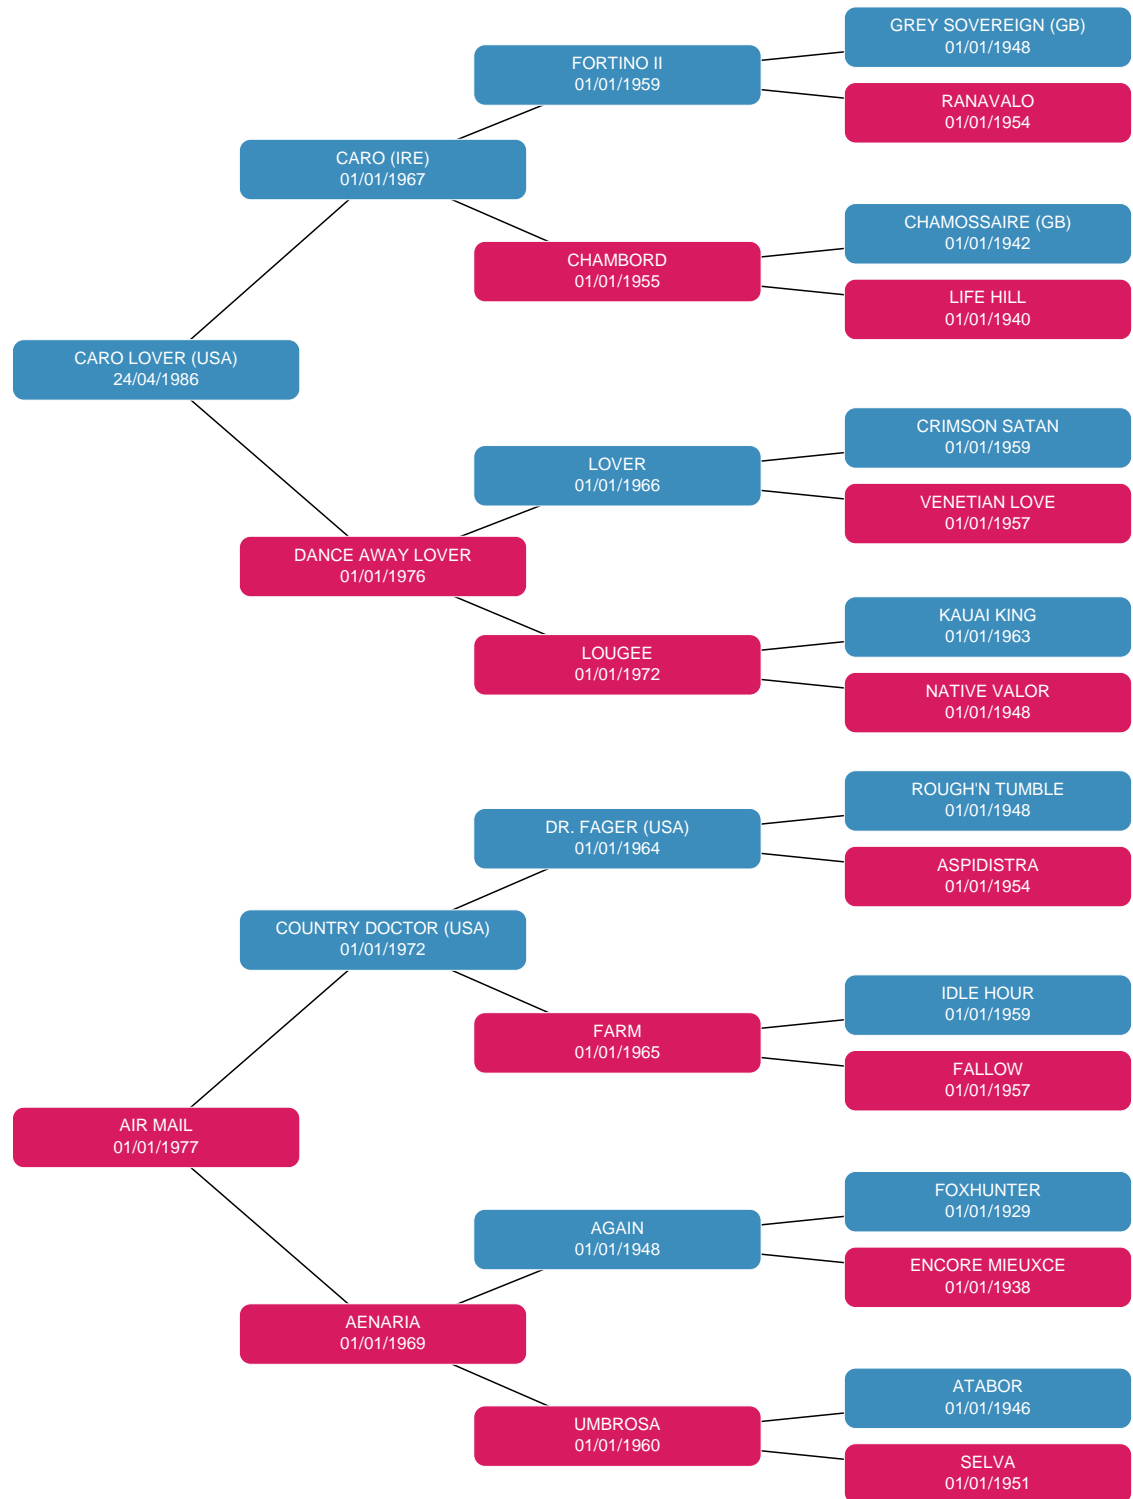 GREY SOVEREIGN (GB)
01/01/1948
FORTINO II
01/01/1959
RANAVALO
01/01/1954
CARO (IRE)
01/01/1967
CHAMOSSAIRE (GB)
01/01/1942
CHAMBORD
01/01/1955
LIFE HILL
01/01/1940
CARO LOVER (USA)
24/04/1986
CRIMSON SATAN
01/01/1959
LOVER
01/01/1966
VENETIAN LOVE
01/01/1957
DANCE AWAY LOVER
01/01/1976
KAUAI KING
01/01/1963
LOUGEE
01/01/1972
NATIVE VALOR
01/01/1948
ROUGH'N TUMBLE
01/01/1948
DR. FAGER (USA)
01/01/1964
ASPIDISTRA
01/01/1954
COUNTRY DOCTOR (USA)
01/01/1972
IDLE HOUR
01/01/1959
FARM
01/01/1965
FALLOW
01/01/1957
AIR MAIL
01/01/1977
FOXHUNTER
01/01/1929
AGAIN
01/01/1948
ENCORE MIEUXCE
01/01/1938
AENARIA
01/01/1969
ATABOR
01/01/1946
UMBROSA
01/01/1960
SELVA
01/01/1951